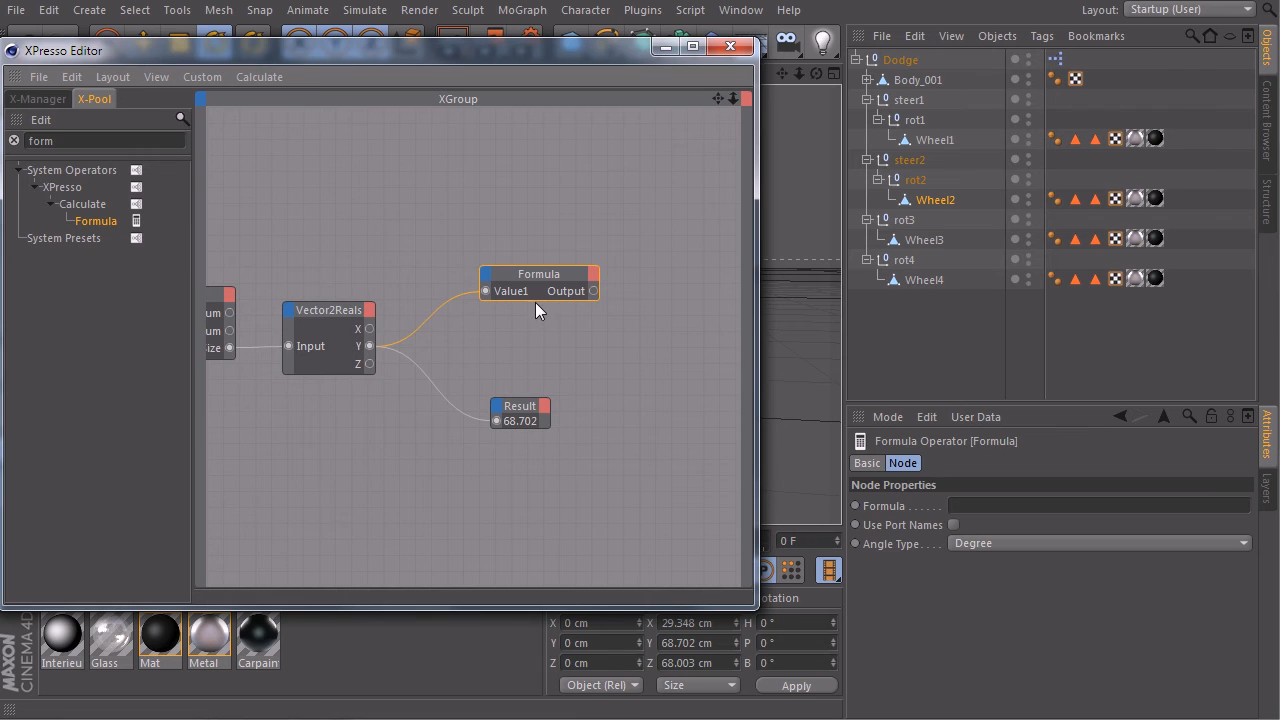 File Edit Create Select Tools Mesh Snap Animate Simulate Render Sculpt MoGraph Character Plugins Script Window Help Layout: Startup (User)
XPresso Editor
File Edit View Objects Tags Bookmarks
File Edit Layout View Custom Calculate
X-Manager X-Pool
XGroup
Edit
form
System Operators
XPresso
Calculate
Formula
System Presets
Formula
Value1 Output
Vector2Reals
X
Input Y
Z
um
um
Size
Result
68.702
Dodge
Body_001
steer1
rot1
Wheel1
steer2
rot2
Wheel2
rot3
Wheel3
rot4
Wheel4
Objects
Content Browser
Structure
Mode Edit User Data
Formula Operator [Formula]
Basic Node
Node Properties
Formula . . . . . .
Use Port Names
Angle Type. . . . Degree
Attributes
Layers
0 F
otation
X 0 cm X 29.348 cm H 0 °
Y 0 cm Y 68.702 cm P 0 °
Z 0 cm Z 68.003 cm B 0 °
Object (Rel) Size Apply
Interieu Glass Mat Metal Carpain
MAXON
CINEMA 4D